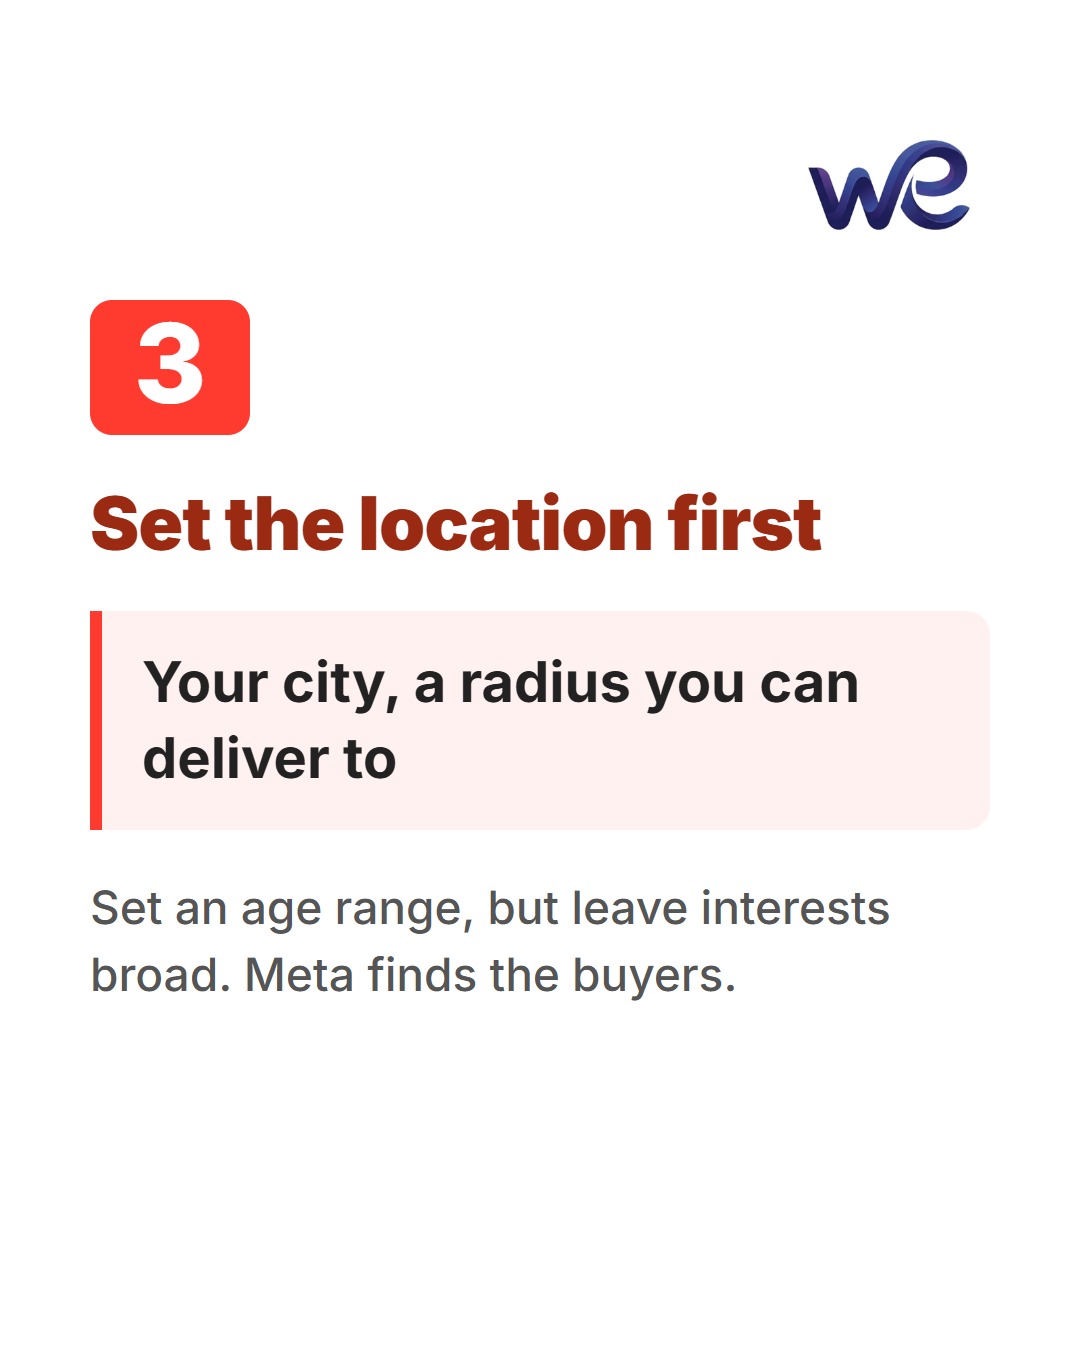 we
3
Set the location first
Your city, a radius you can
deliver to
Set an age range, but leave interests
broad. Meta finds the buyers.